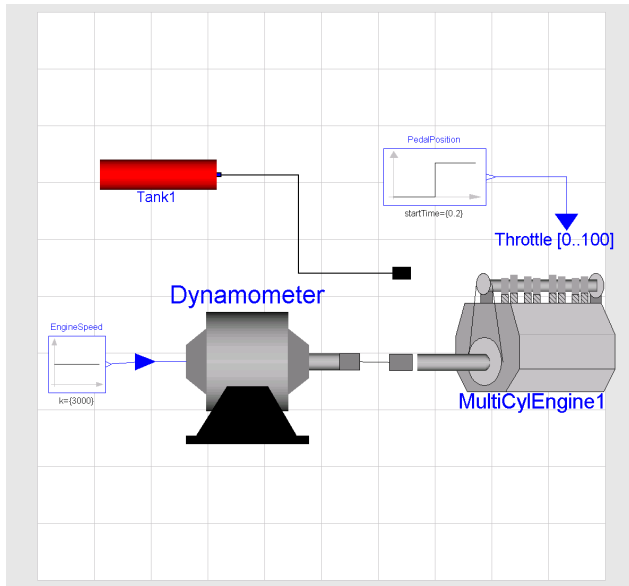 PedalPosition
Tank1
startTime={0.2}
Throttle [0..100]
Dynamometer
EngineSpeed
k={3000}
MultiCylEngine1